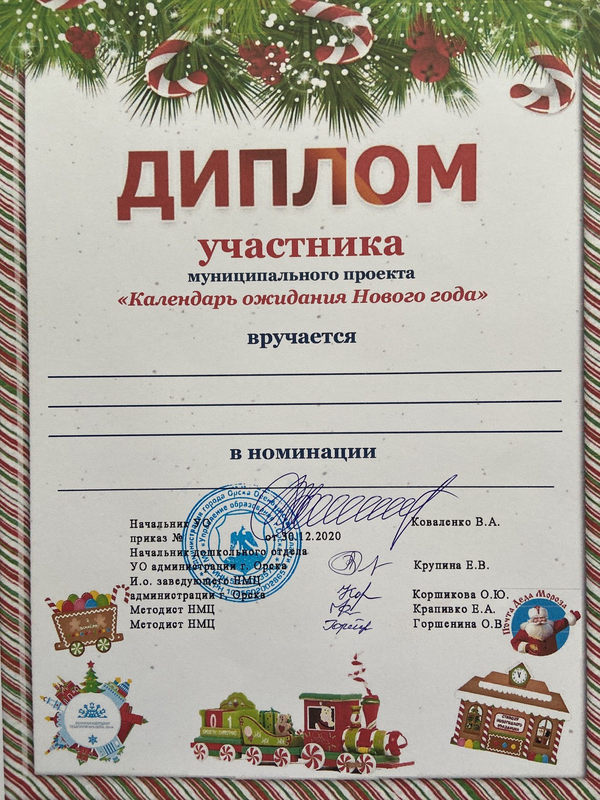 ДИПЛОМ
участника
муниципального проекта
«Календарь ожидания Нового года»
вручается
в номинации
Начальник УО Коваленко В.А.
приказ № от 30.12.2020
Начальник дошкольного отдела
УО администрации г. Орска Крупина Е.В.
И.о. заведующего НМЦ
администрации г. Орска Коршикова О.Ю.
Методист НМЦ Крапивко Е.А.
Методист НМЦ Горшенина О.В.
Почта Деда Мороза
0 1